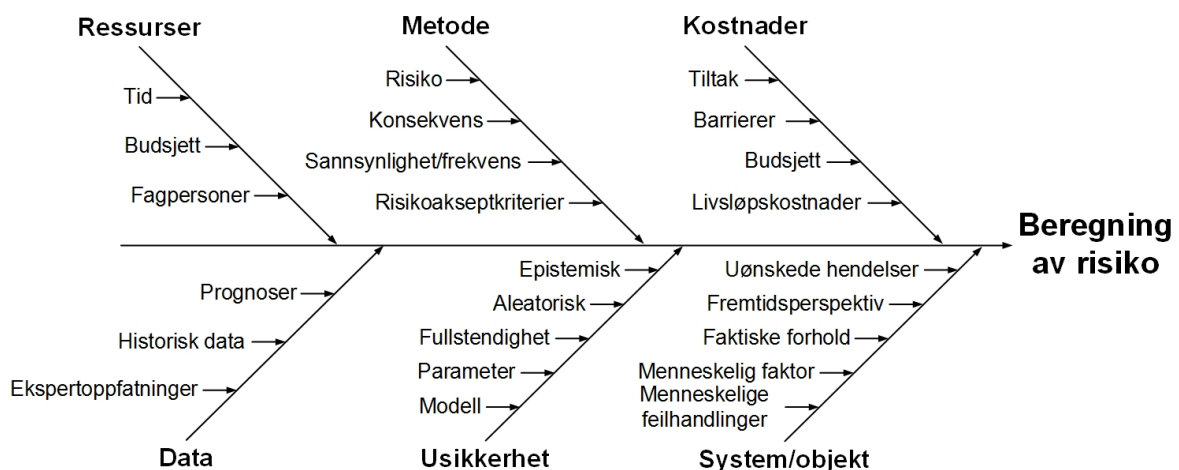 Ressurser
Metode
Kostnader
Tid
Budsjett
Fagpersoner
Risiko
Konsekvens
Sannsynlighet/frekvens
Risikoakseptkriterier
Tiltak
Barrierer
Budsjett
Livsløpskostnader
Beregning
av risiko
Prognoser
Historisk data
Ekspertoppfatninger
Data
Epistemisk
Aleatorisk
Fullstendighet
Parameter
Modell
Usikkerhet
Uønskede hendelser
Fremtidsperspektiv
Faktiske forhold
Menneskelig faktor
Menneskelige
feilhandlinger
System/objekt